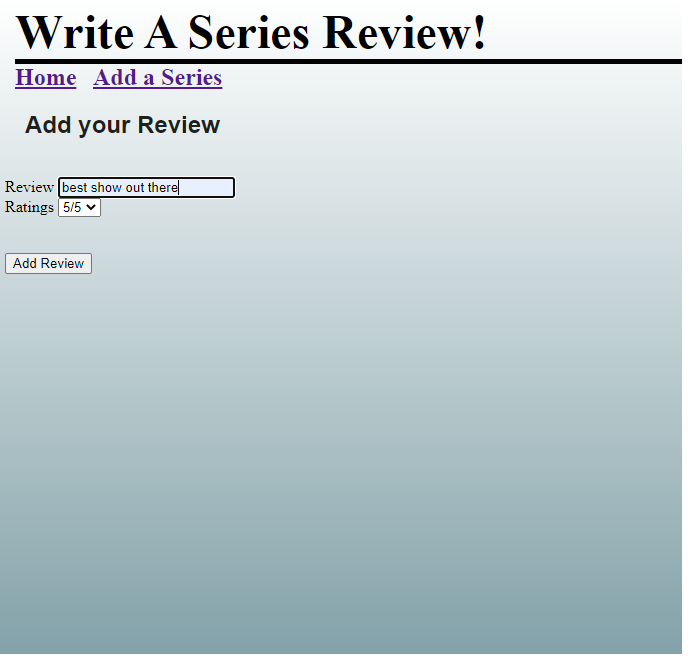 Write A Series Review!
Home Add a Series
Add your Review
Review best show out there
Ratings 5/5
Add Review